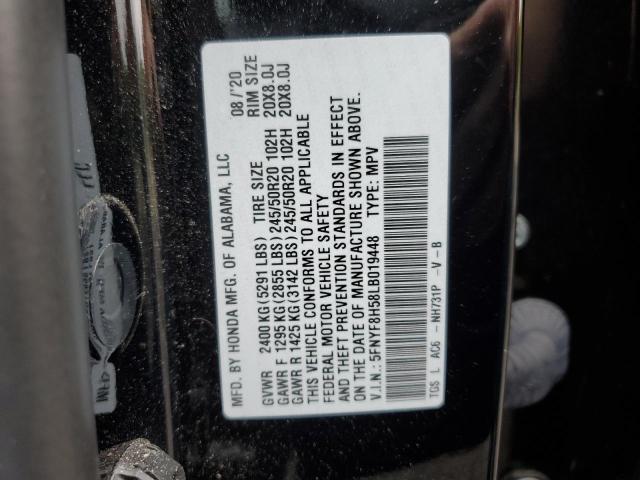 MFD. BY HONDA MFG. OF ALABAMA, LLC 08/'20
GVWR 2400 KG (5291 LBS) TIRE SIZE RIM SIZE
GAWR F 1295 KG (2855 LBS) 245/50R20 102H 20X8.0J
GAWR R 1425 KG (3142 LBS) 245/50R20 102H 20X8.0J
THIS VEHICLE CONFORMS TO ALL APPLICABLE
FEDERAL MOTOR VEHICLE SAFETY
AND THEFT PREVENTION STANDARDS IN EFFECT
ON THE DATE OF MANUFACTURE SHOWN ABOVE.
V.I.N.: 5FNYF8H58LB019448 TYPE: MPV
TGS L AC6 -NH731P -V-B